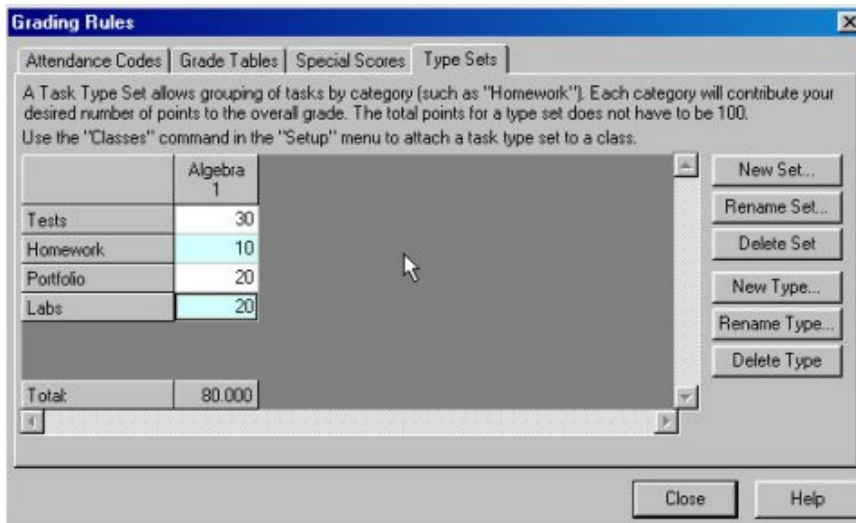 Grading Rules
Attendance Codes Grade Tables Special Scores Type Sets
A Task Type Set allows grouping of tasks by category (such as "Homework"). Each category will contribute your
desired number of points to the overall grade. The total points for a type set does not have to be 100.
Use the "Classes" command in the "Setup" menu to attach a task type set to a class.
Algebra
1
Tests 30
Homework 10
Portfolio 20
Labs 20
Total: 80.000
New Set...
Rename Set...
Delete Set
New Type...
Rename Type...
Delete Type
Close Help